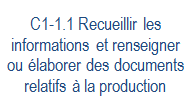 C1-1.1 Recueillir les
informations et renseigner
ou élaborer des documents
relatifs à la production